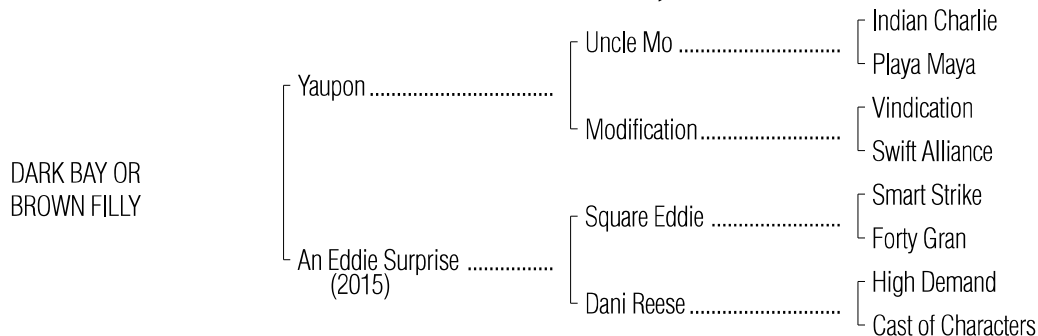 Indian Charlie
Uncle Mo ..............................
Playa Maya
Yaupon ..................................
Vindication
Modification..........................
Swift Alliance
DARK BAY OR
BROWN FILLY
Smart Strike
Square Eddie ........................
Forty Gran
An Eddie Surprise ................
(2015)
High Demand
Dani Reese............................
Cast of Characters